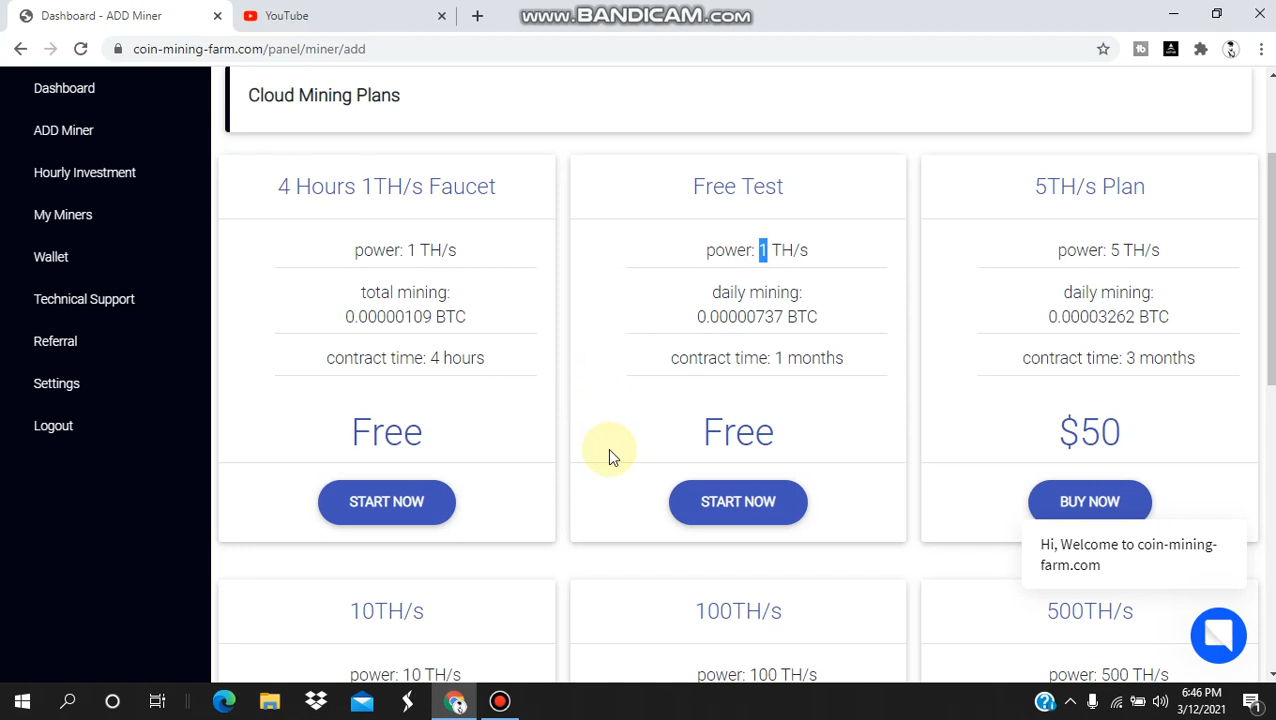 Dashboard - ADD Miner
YouTube
www.BANDICAM.com
coin-mining-farm.com/panel/miner/add
Dashboard
ADD Miner
Hourly Investment
My Miners
Wallet
Technical Support
Referral
Settings
Logout
Cloud Mining Plans
4 Hours 1TH/s Faucet
power: 1 TH/s
total mining:
0.00000109 BTC
contract time: 4 hours
Free
START NOW
Free Test
power: 1 TH/s
daily mining:
0.00000737 BTC
contract time: 1 months
Free
START NOW
5TH/s Plan
power: 5 TH/s
daily mining:
0.00003262 BTC
contract time: 3 months
$50
BUY NOW
Hi, Welcome to coin-mining-
farm.com
10TH/s
power: 10 TH/s
100TH/s
power: 100 TH/s
500TH/s
power: 500 TH/s
6:46 PM
3/12/2021